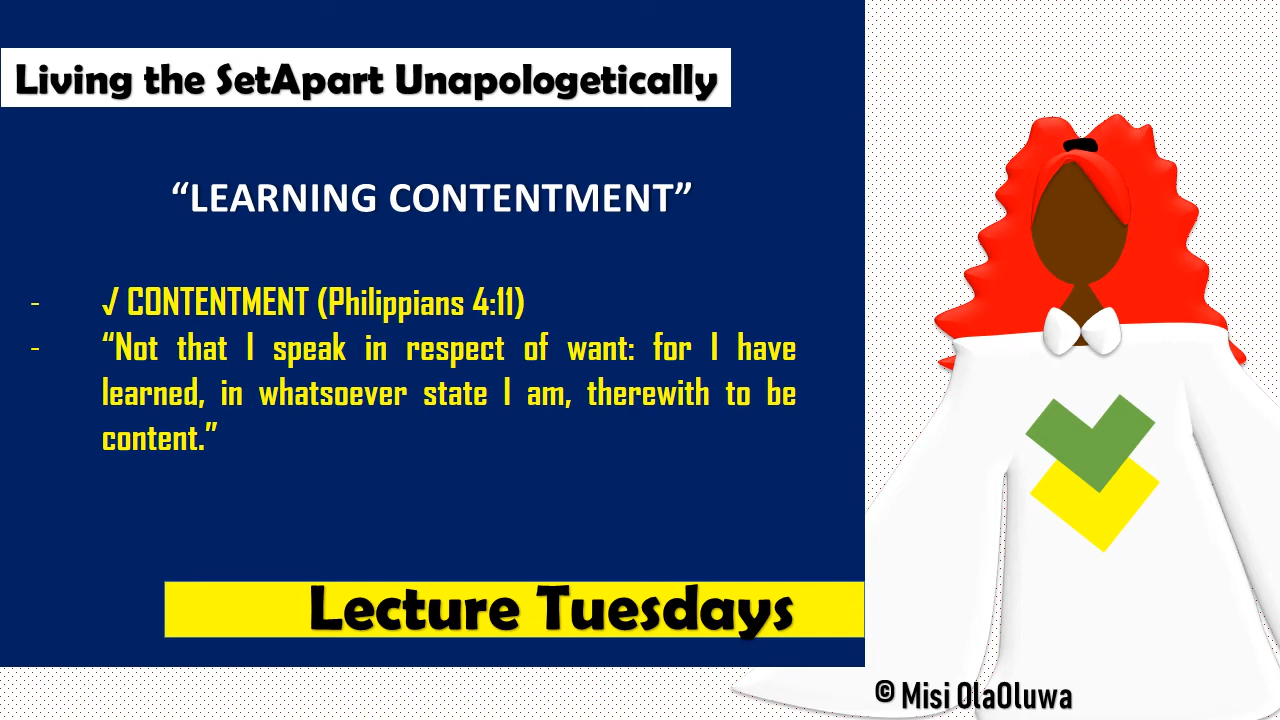 Living the SetApart Unapologetically
“LEARNING CONTENTMENT”
- √ CONTENTMENT (Philippians 4:11)
- “Not that I speak in respect of want: for I have
learned, in whatsoever state I am, therewith to be
content.”
Lecture Tuesdays
© Misi OlaOluwa